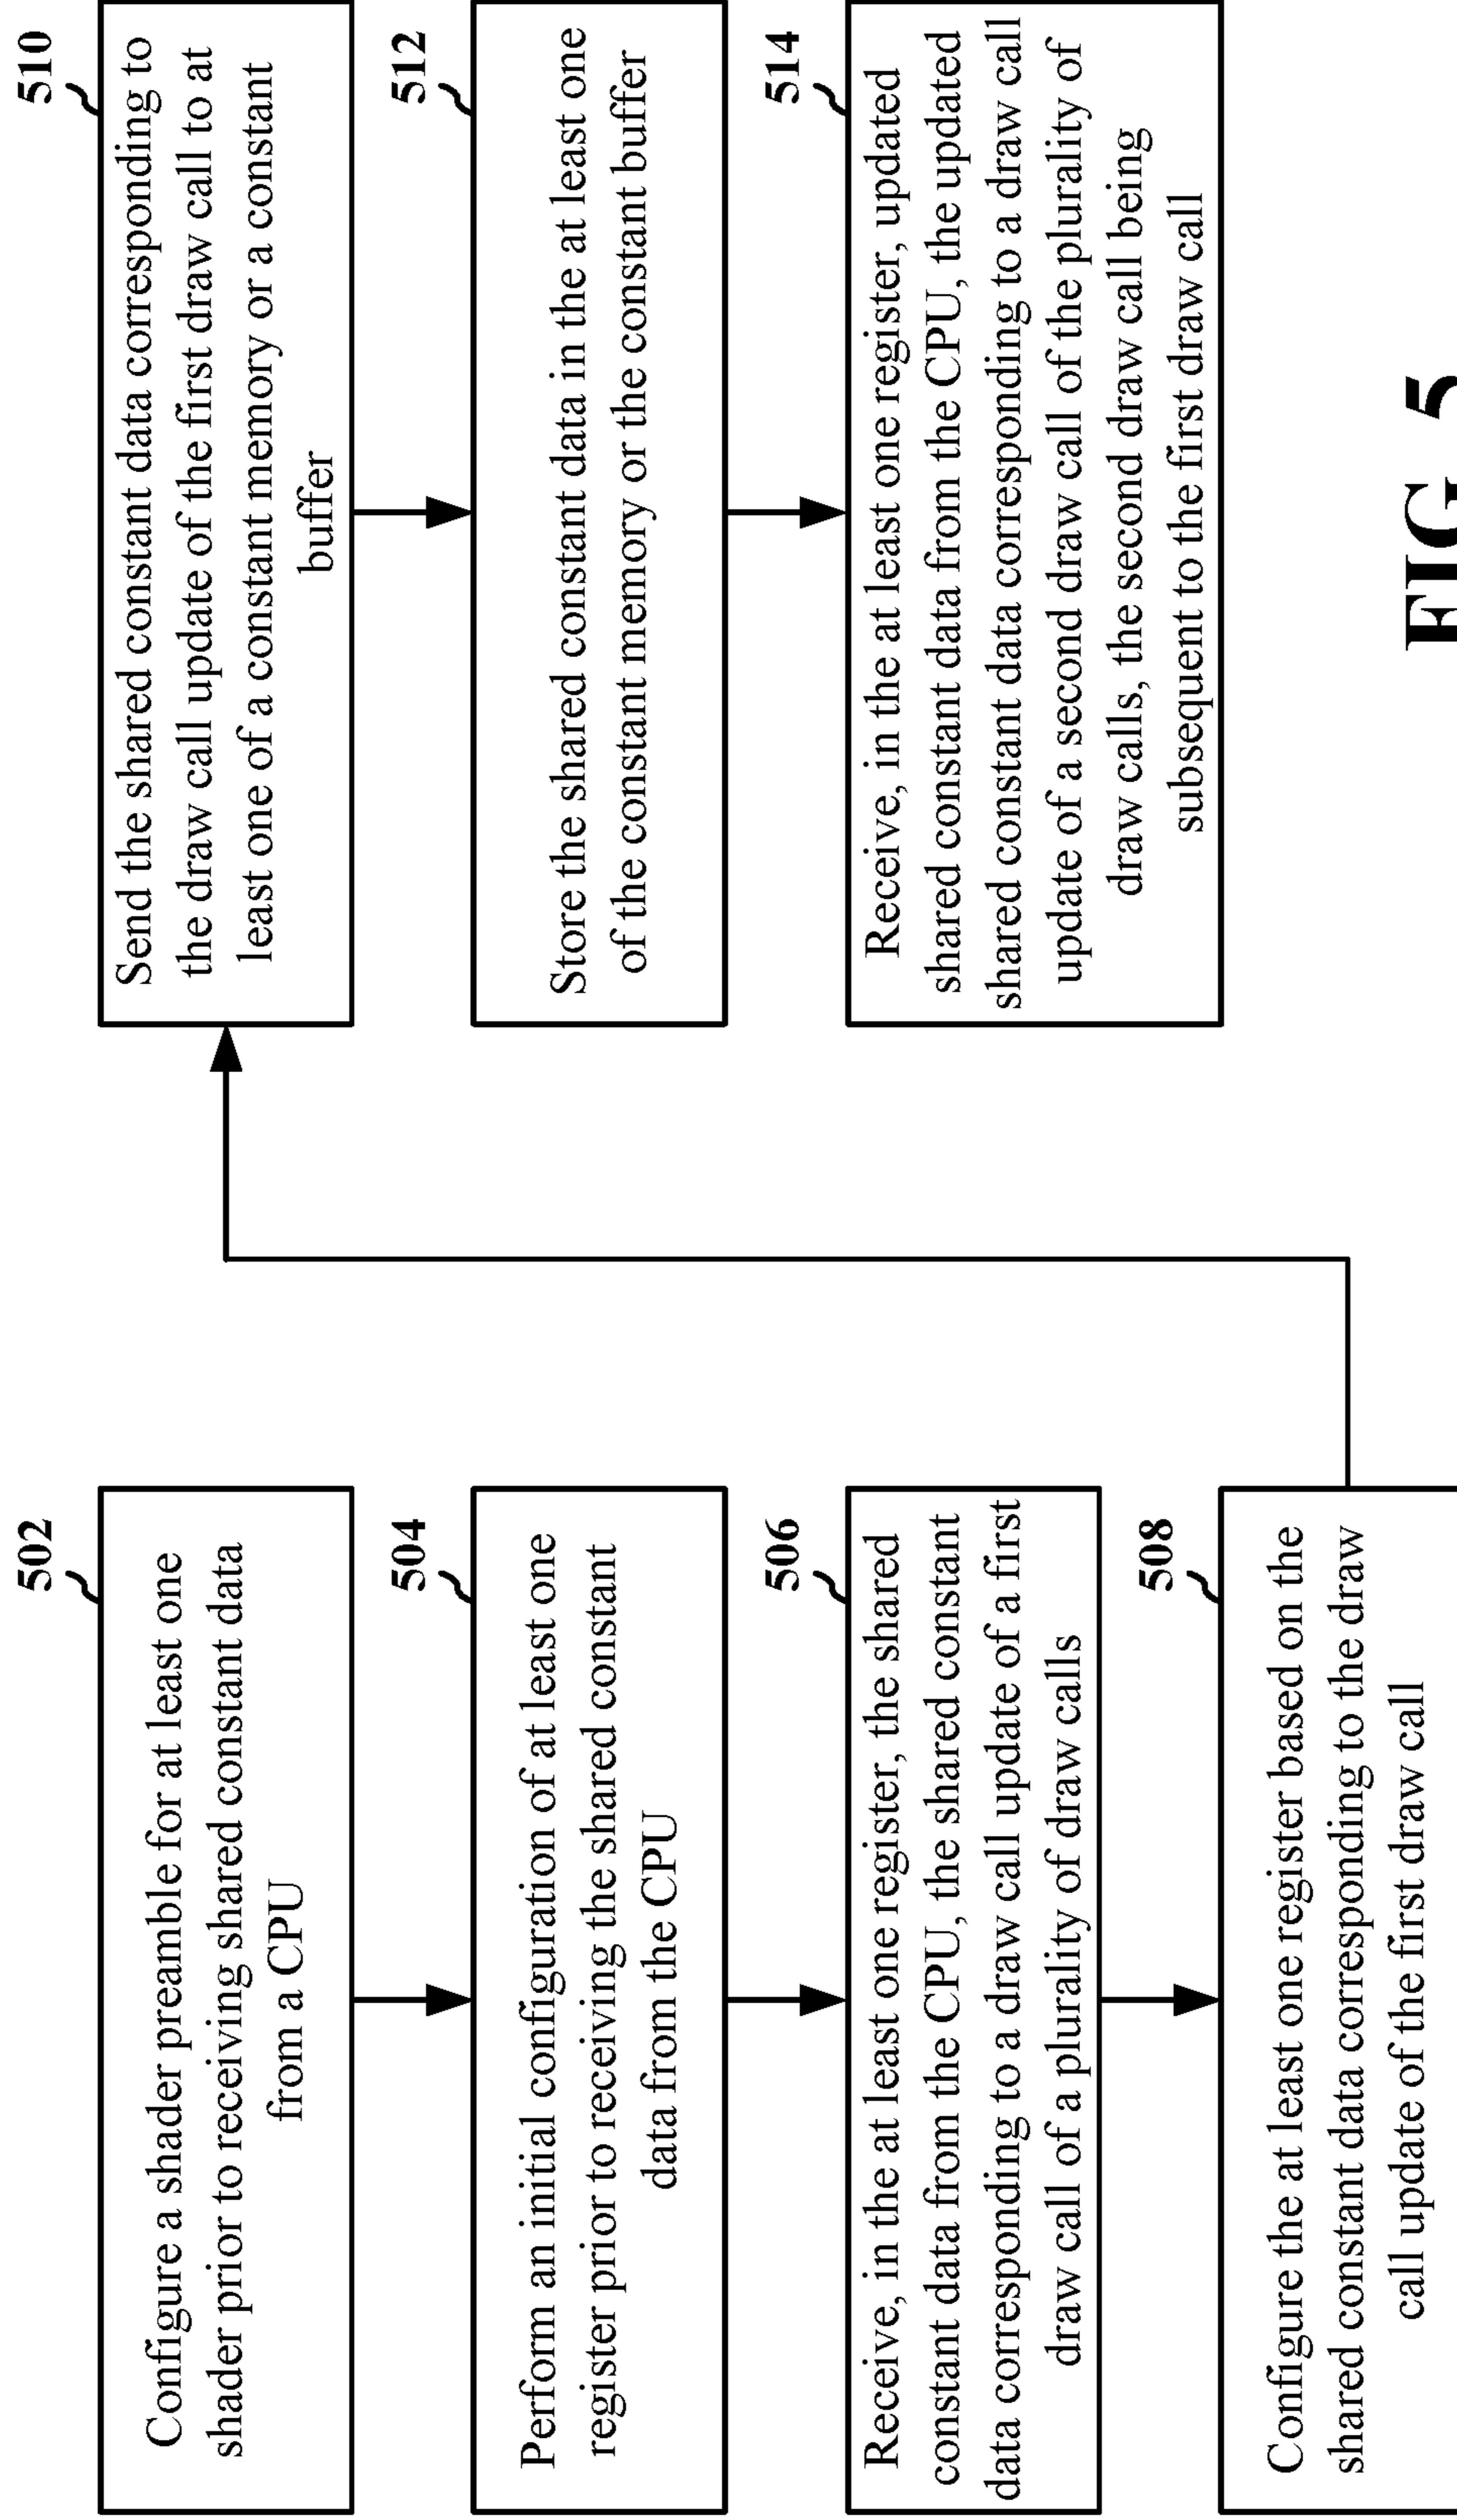 502
Configure a shader preamble for at least one
shader prior to receiving shared constant data
from a CPU
504
Perform an initial configuration of at least one
register prior to receiving the shared constant
data from the CPU
506
Receive, in the at least one register, the shared
constant data from the CPU, the shared constant
data corresponding to a draw call update of a first
draw call of a plurality of draw calls
508
Configure the at least one register based on the
shared constant data corresponding to the draw
call update of the first draw call
510
Send the shared constant data corresponding to
the draw call update of the first draw call to at
least one of a constant memory or a constant
buffer
512
Store the shared constant data in the at least one
of the constant memory or the constant buffer
514
Receive, in the at least one register, updated
shared constant data from the CPU, the updated
shared constant data corresponding to a draw call
update of a second draw call of the plurality of
draw calls, the second draw call being
subsequent to the first draw call
FIG 5